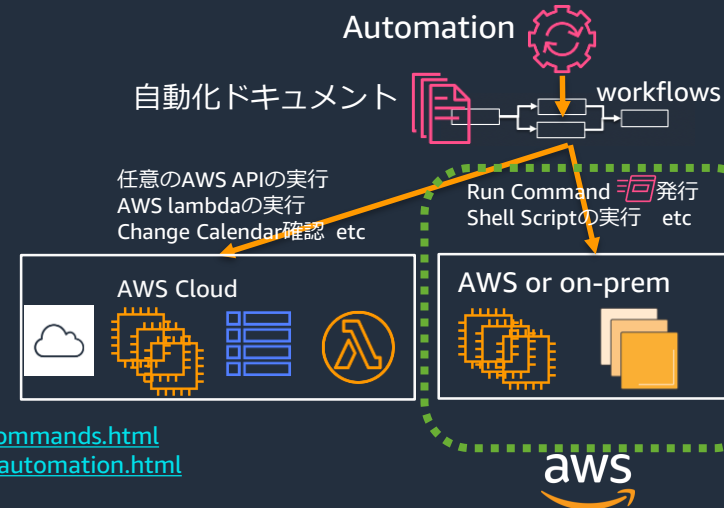 Automation
自動化ドキュメント
workflows
任意のAWS APIの実行
AWS lambdaの実行
Change Calendar確認 etc
Run Command 発行
Shell Scriptの実行 etc
AWS Cloud
AWS or on-prem
ommands.html
automation.html
aws